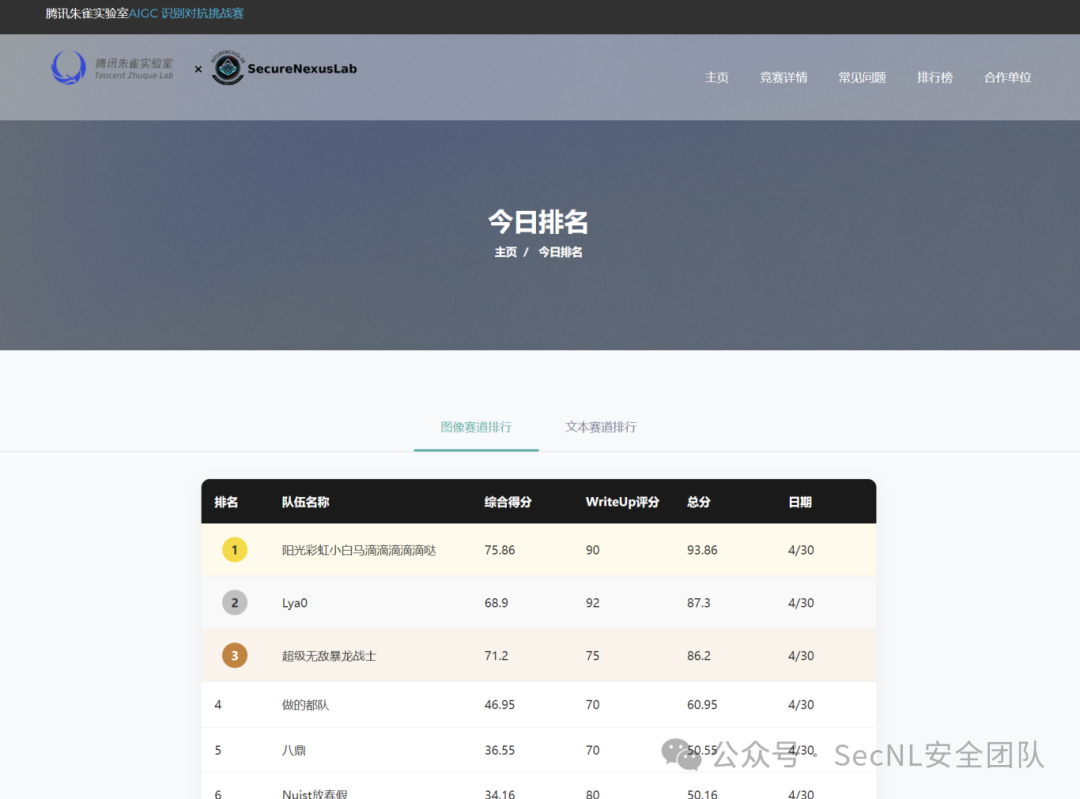 腾讯朱雀实验室AIGC 识别对抗挑战赛
腾讯朱雀实验室
Tencent Zhuque Lab
×
SECURENEXUSLAB
SecureNexusLab
主页 竞赛详情 常见问题 排行榜 合作单位
今日排名
主页 / 今日排名
图像赛道排行 文本赛道排行
排名 队伍名称 综合得分 WriteUp评分 总分 日期
1 阳光彩虹小白马滴滴滴滴滴哒 75.86 90 93.86 4/30
2 Lya0 68.9 92 87.3 4/30
3 超级无敌暴龙战士 71.2 75 86.2 4/30
4 做的都队 46.95 70 60.95 4/30
5 八鼎 36.55 70 50.55 4/30
公众号 · SecNL安全团队
6 Nuist放春假 34.16 80 50.16 4/30